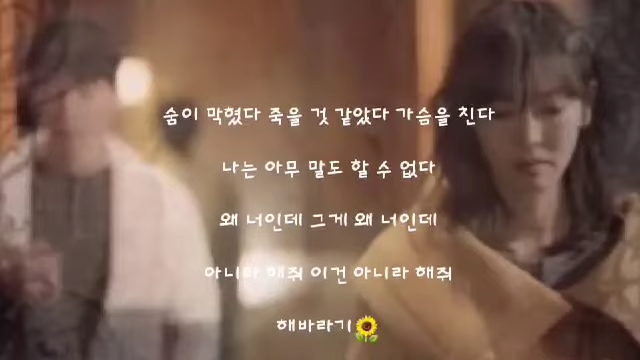 숨이 막혔다 죽을 것 같았다 가슴을 친다
나는 아무 말도 할 수 없다
왜 너인데 그게 왜 너인데
아니라 해줘 이건 아니라 해줘
해바라기🌻